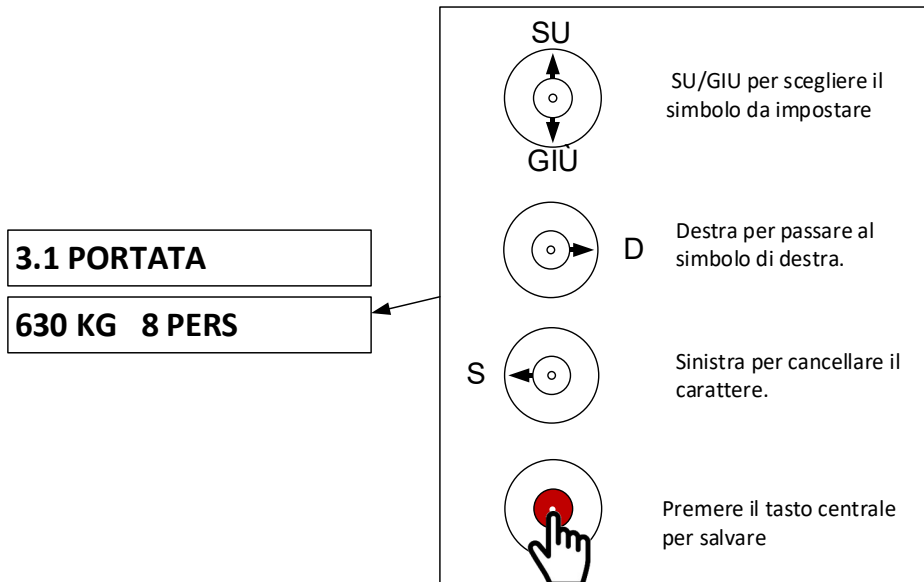 SU
GIÙ
SU/GIU per scegliere il
simbolo da impostare
D
Destra per passare al
simbolo di destra.
3.1 PORTATA
630 KG 8 PERS
S
Sinistra per cancellare il
carattere.
Premere il tasto centrale
per salvare